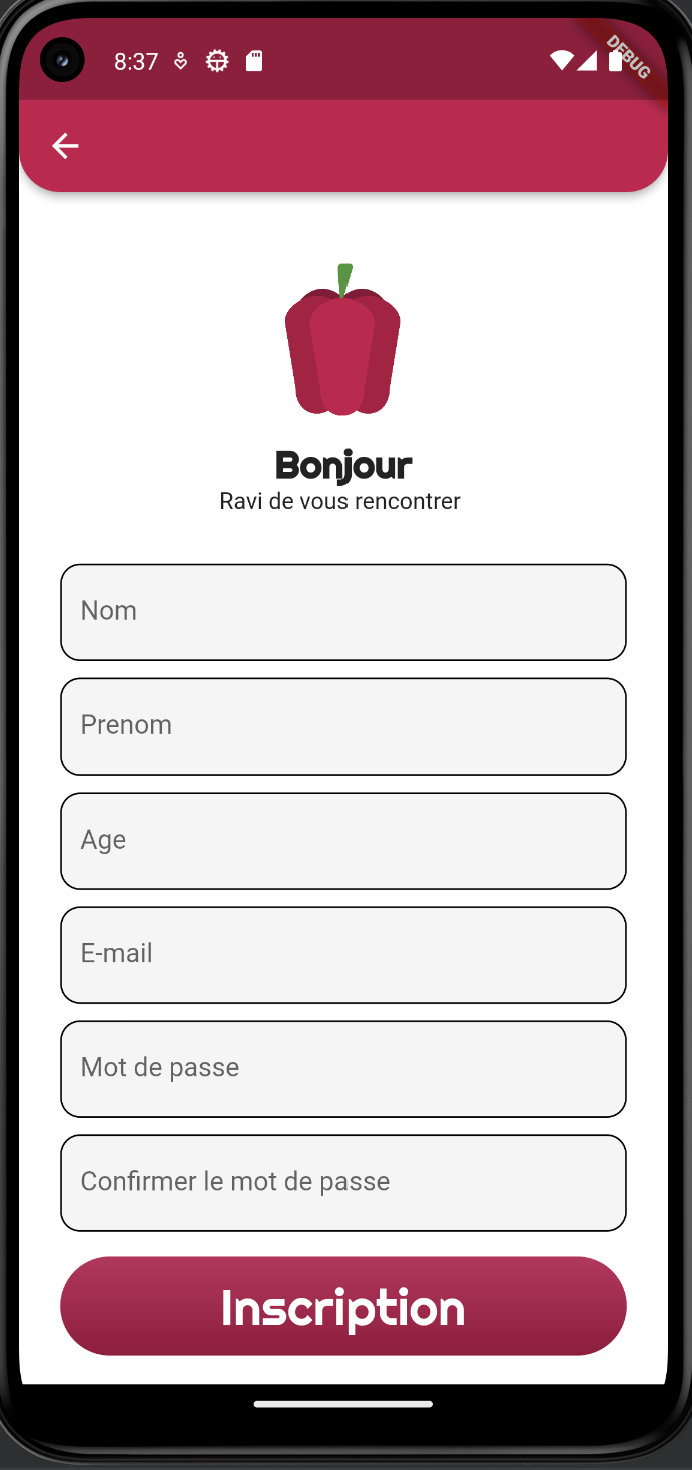 8:37
DEBUG
Bonjour
Ravi de vous rencontrer
Nom
Prenom
Age
E-mail
Mot de passe
Confirmer le mot de passe
Inscription